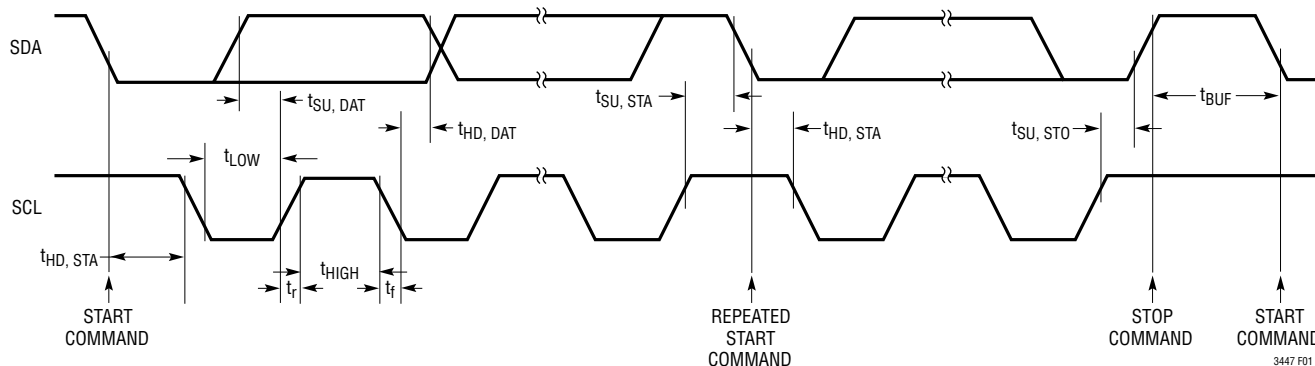 SDA
tSU, DAT
tHD, DAT
tSU, STA
tHD, STA
tBUF
tSU, STO
tLOW
SCL
tHD, STA
tr
tHIGH
tf
START
COMMAND
REPEATED
START
COMMAND
STOP
COMMAND
START
COMMAND
3447 F01